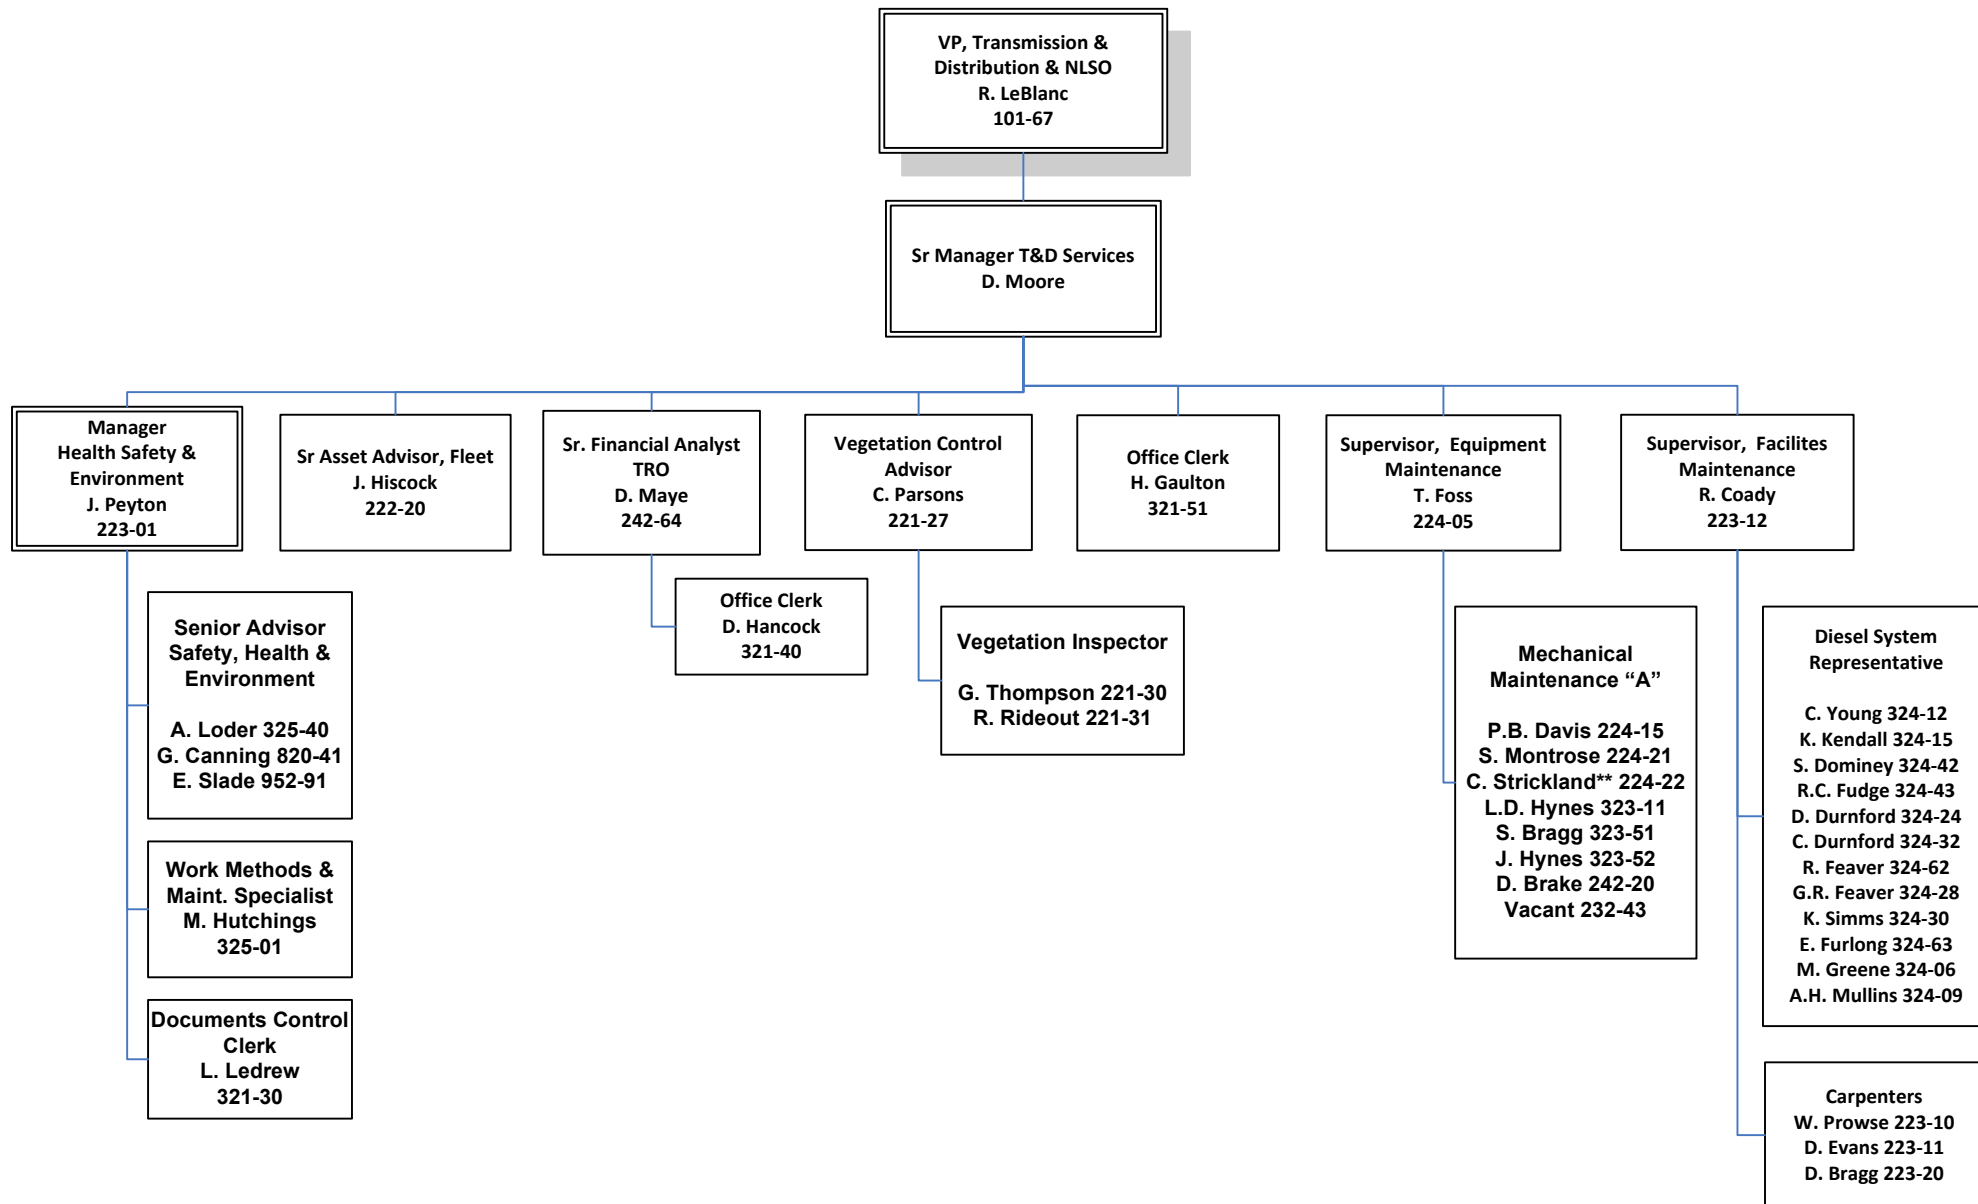 VP, Transmission &
Distribution & NLSO
R. LeBlanc
101-67
Sr Manager T&D Services
D. Moore
Manager
Health Safety &
Environment
J. Peyton
223-01
Sr Asset Advisor, Fleet
J. Hiscock
222-20
Sr. Financial Analyst
TRO
D. Maye
242-64
Vegetation Control
Advisor
C. Parsons
221-27
Office Clerk
H. Gaulton
321-51
Supervisor,  Equipment
Maintenance
T. Foss
224-05
Supervisor,  Facilites
Maintenance
R. Coady
223-12
Senior Advisor
Safety, Health &
Environment
A. Loder 325-40
G. Canning 820-41
E. Slade 952-91
Work Methods &
Maint. Specialist
M. Hutchings
325-01
Documents Control
Clerk
L. Ledrew
321-30
Office Clerk
D. Hancock
321-40
Vegetation Inspector
G. Thompson 221-30
R. Rideout 221-31
Mechanical
Maintenance “A”
P.B. Davis 224-15
S. Montrose 224-21
C. Strickland** 224-22
L.D. Hynes 323-11
S. Bragg 323-51
J. Hynes 323-52
D. Brake 242-20
Vacant 232-43
Diesel System
Representative
C. Young 324-12
K. Kendall 324-15
S. Dominey 324-42
R.C. Fudge 324-43
D. Durnford 324-24
C. Durnford 324-32
R. Feaver 324-62
G.R. Feaver 324-28
K. Simms 324-30
E. Furlong 324-63
M. Greene 324-06
A.H. Mullins 324-09
Carpenters
W. Prowse 223-10
D. Evans 223-11
D. Bragg 223-20